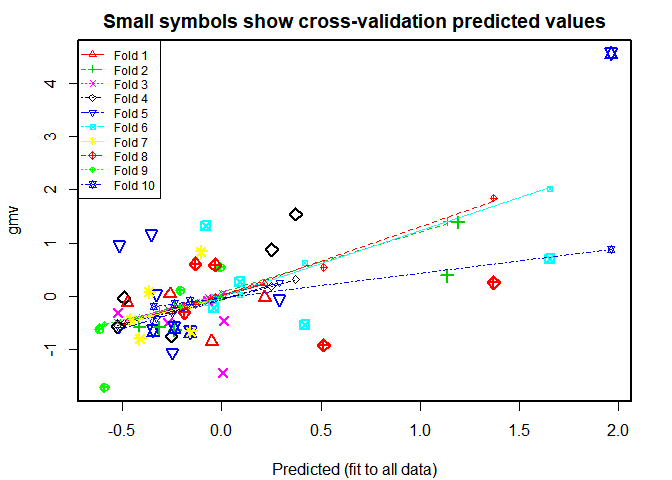 Small symbols show cross-validation predicted values
Fold 1
Fold 2
Fold 3
Fold 4
Fold 5
Fold 6
Fold 7
Fold 8
Fold 9
Fold 10
4
3
2
1
0
-1
gmv
-0.5 0.0 0.5 1.0 1.5 2.0
Predicted (fit to all data)